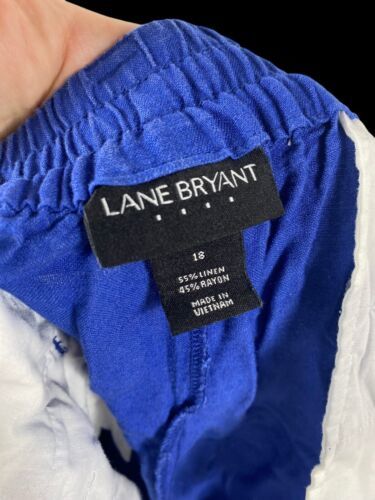 LANE BRYANT
18
55% LINEN
45% RAYON
MADE IN
VIETNAM